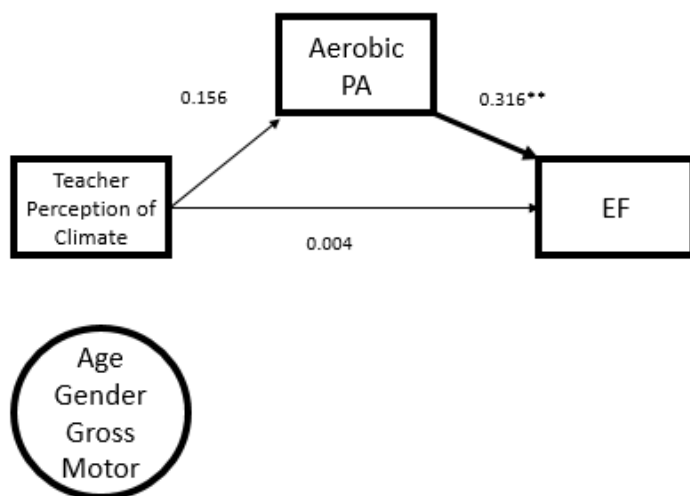 Aerobic
PA
0.156
0.316**
Teacher
Perception of
Climate
EF
0.004
Age
Gender
Gross
Motor